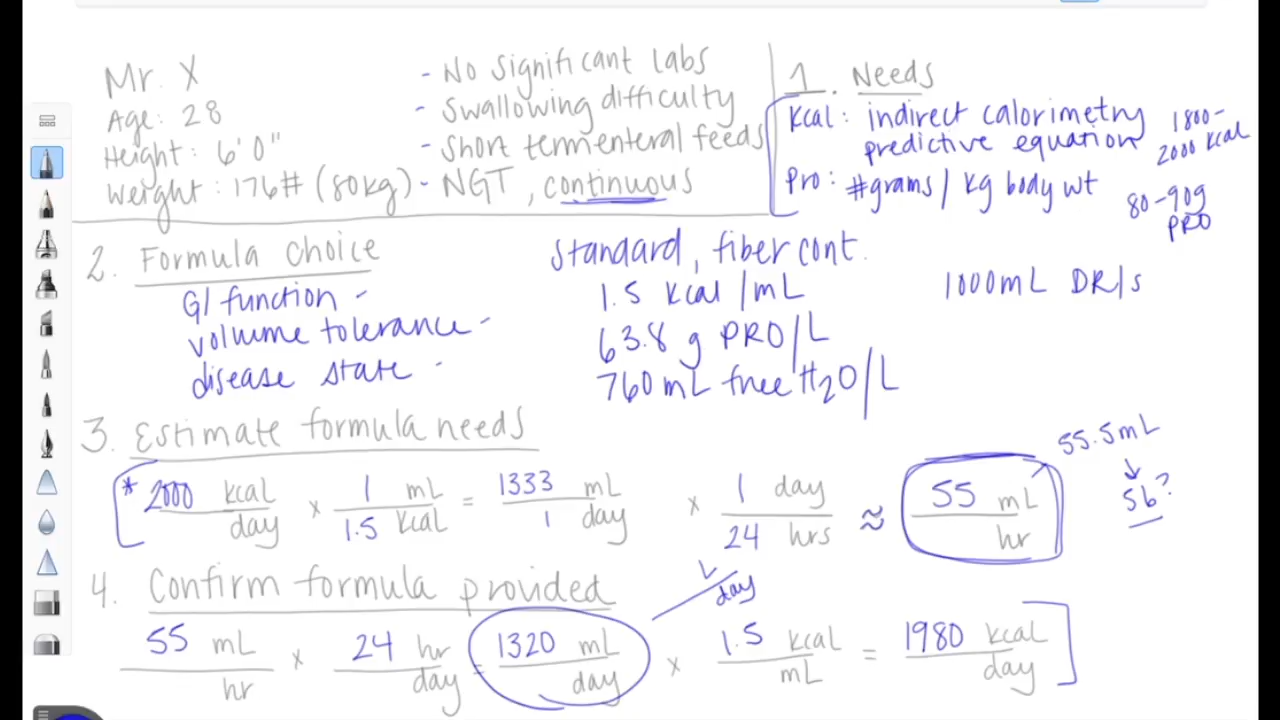 Mr. X
Age: 28
Height: 6'0"
Weight: 176# (80kg)
- No significant labs
- Swallowing difficulty
- Short term enteral feeds
- NGT, continuous
1. Needs
Kcal: indirect calorimetry
predictive equation
1800-
2000 kcal
Pro: #grams / kg body wt
80-90g
PRO
2. Formula choice
GI function -
volume tolerance -
disease state -
Standard, fiber cont.
1.5 kcal/mL
63.8 g PRO/L
760 mL free H2O/L
1000mL DRI's
3. Estimate formula needs
* 2000 kcal/day x 1 mL/1.5 kcal = 1333 mL/1 day x 1 day/24 hrs ≈ 55 mL/hr
55.5mL
↓
56?
4. Confirm formula provided
L/day
55 mL/hr x 24 hr/day = 1320 mL/day x 1.5 kcal/mL = 1980 kcal/day